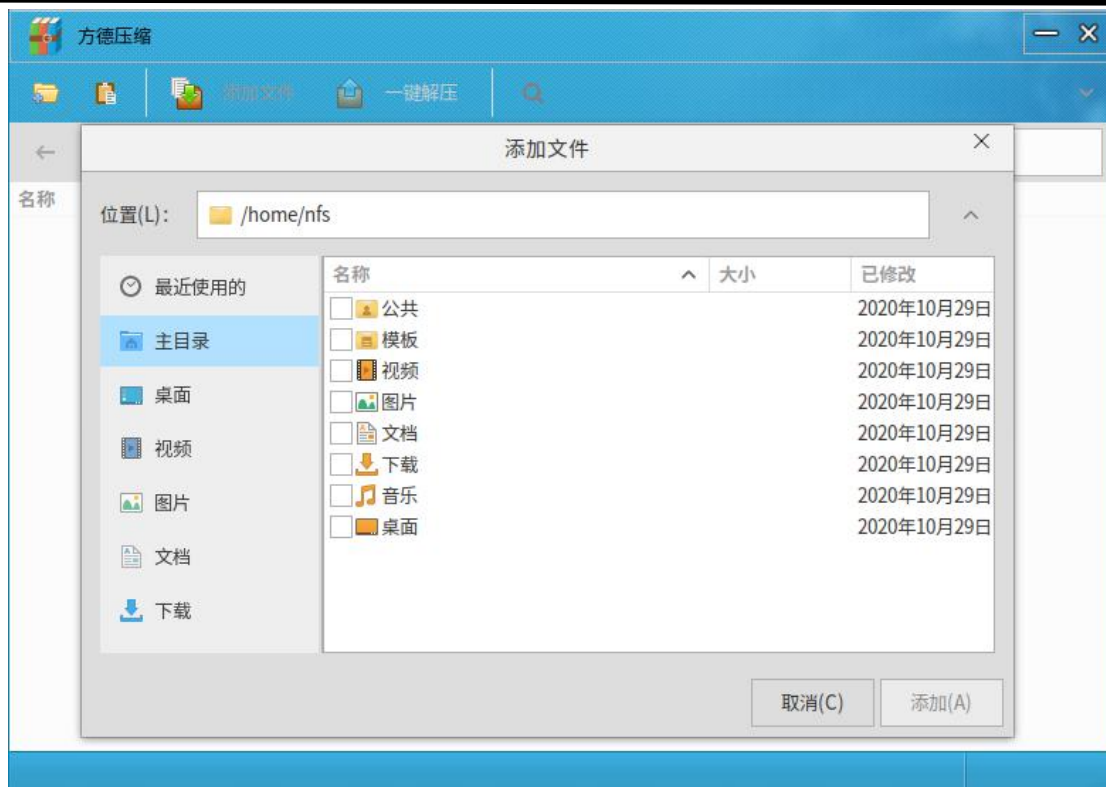 方德压缩
添加文件 一键解压
添加文件
名称
位置(L)： /home/nfs
最近使用的
主目录
桌面
视频
图片
文档
下载
名称 大小 已修改
公共 2020年10月29日
模板 2020年10月29日
视频 2020年10月29日
图片 2020年10月29日
文档 2020年10月29日
下载 2020年10月29日
音乐 2020年10月29日
桌面 2020年10月29日
取消(C) 添加(A)